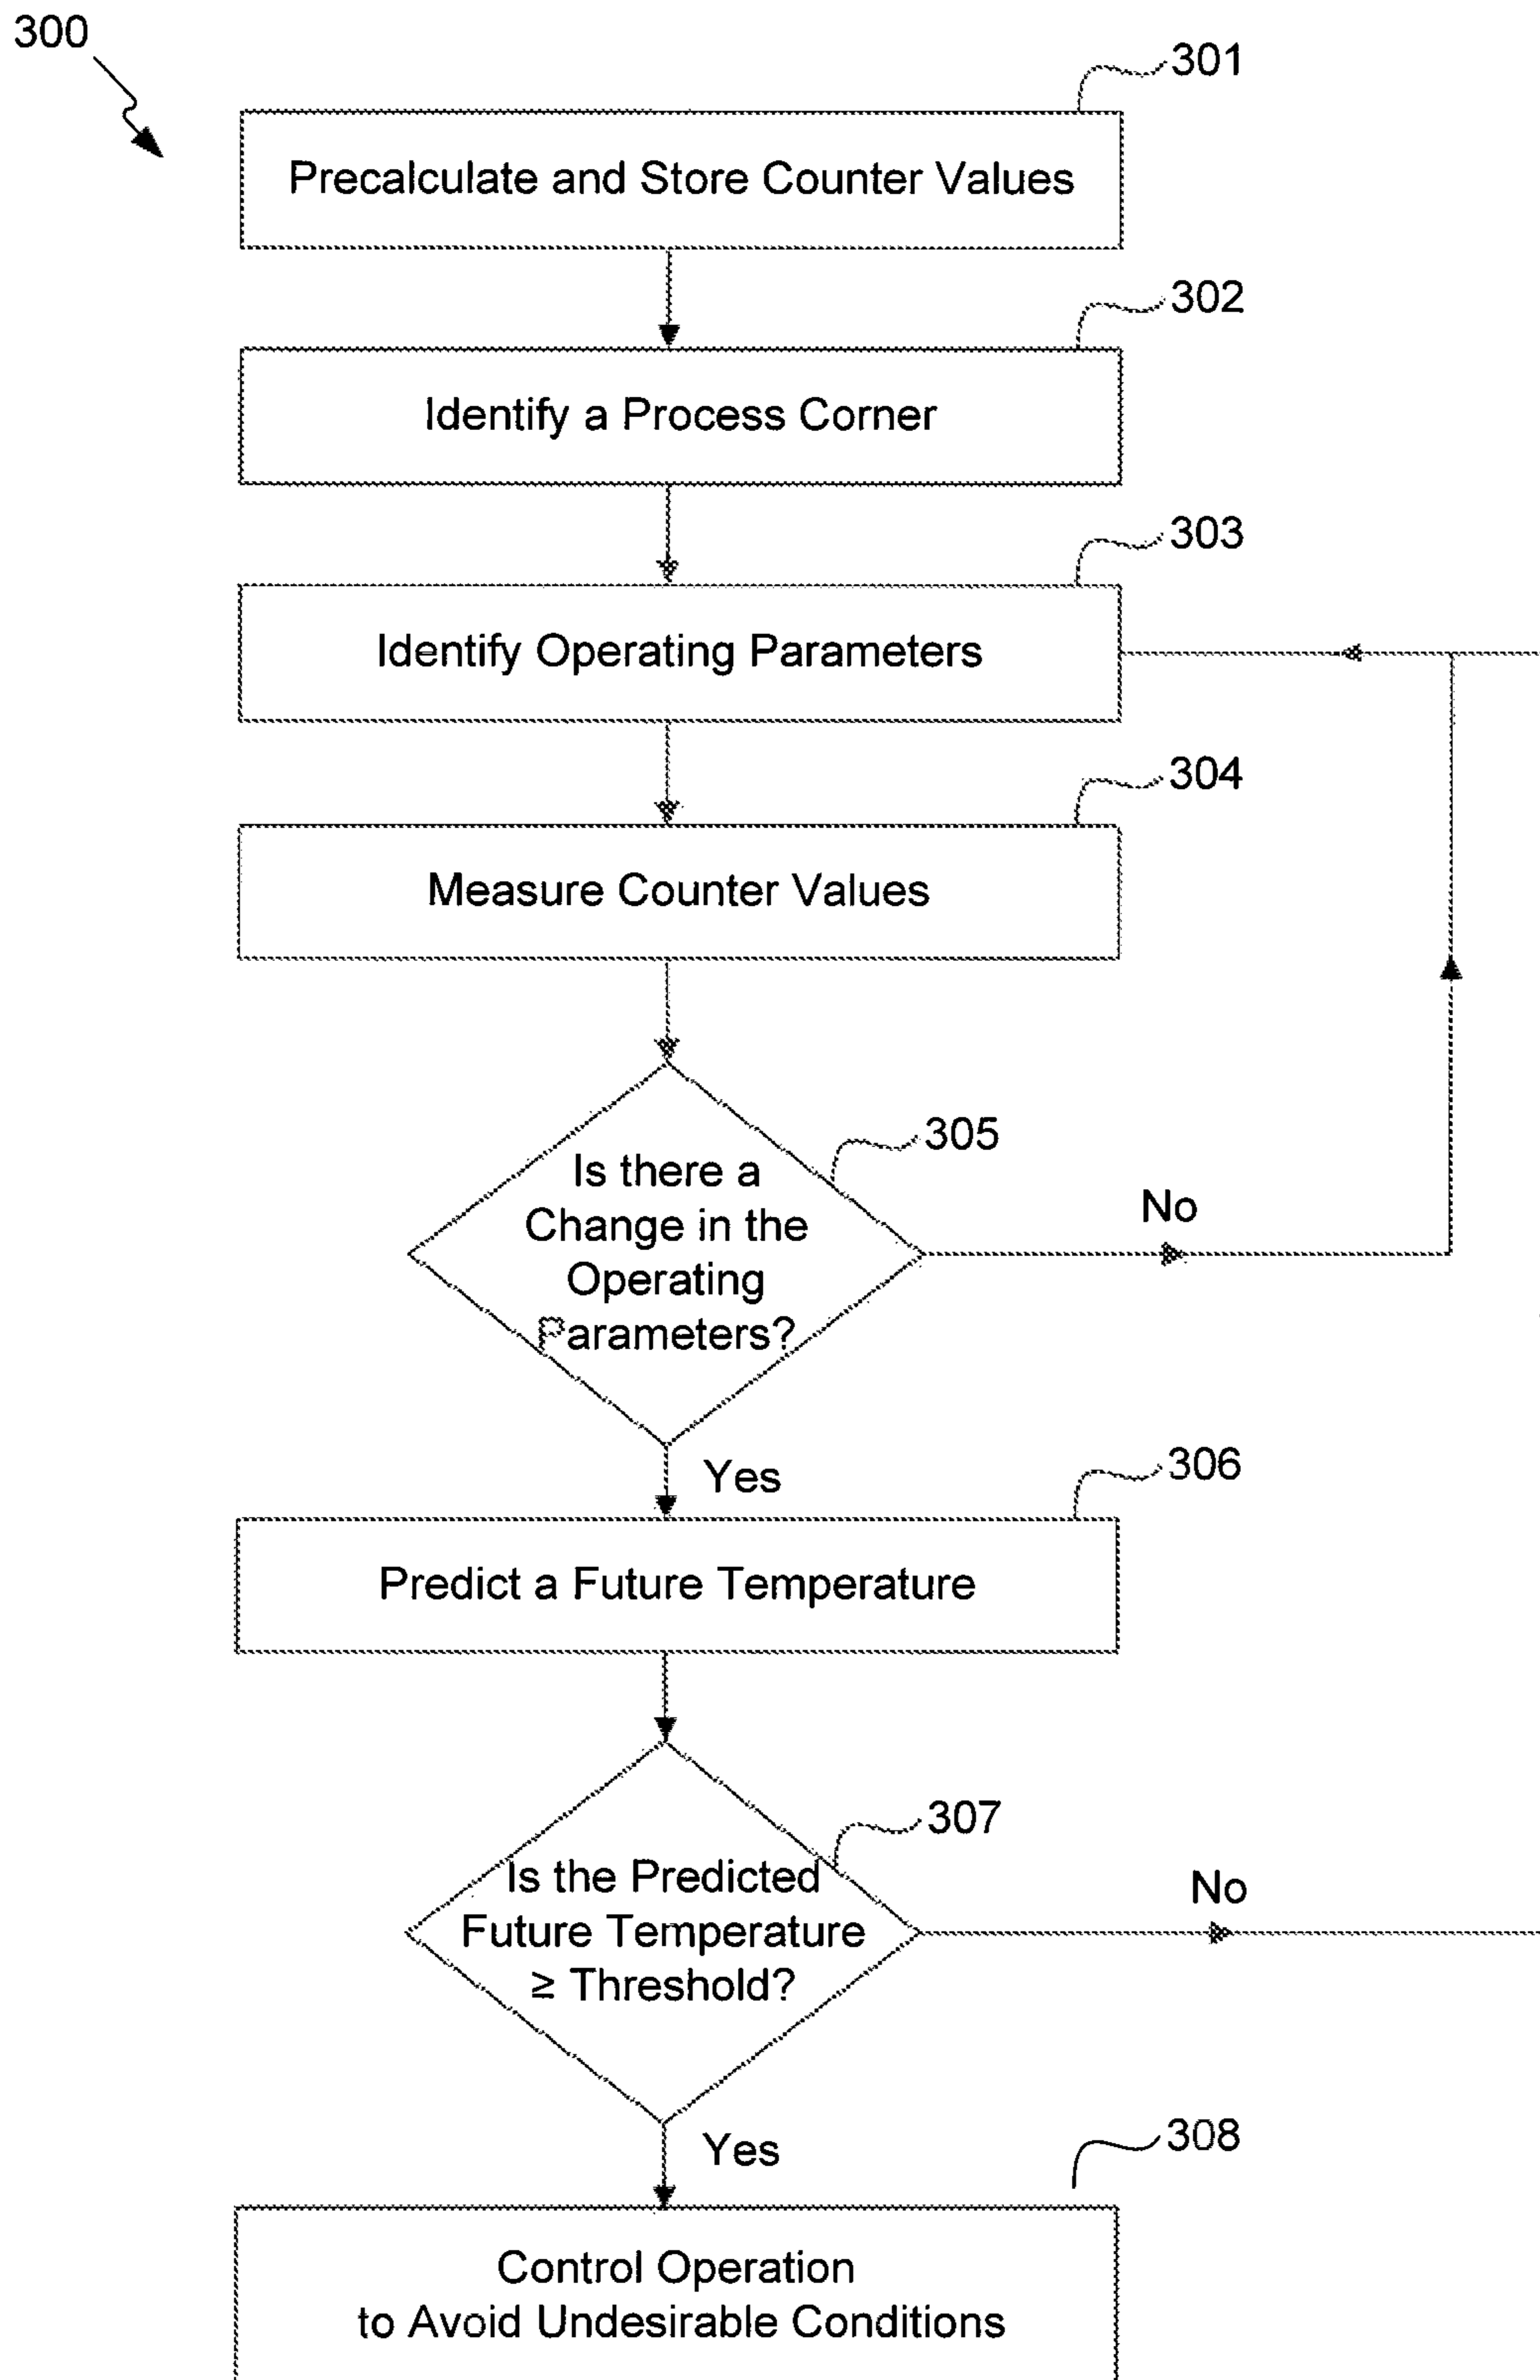 300
301
Precalculate and Store Counter Values
302
Identify a Process Corner
303
Identify Operating Parameters
304
Measure Counter Values
305
Is there a
Change in the
Operating
Parameters?
No
Yes
306
Predict a Future Temperature
307
Is the Predicted
Future Temperature
≥ Threshold?
No
Yes
308
Control Operation
to Avoid Undesirable Conditions